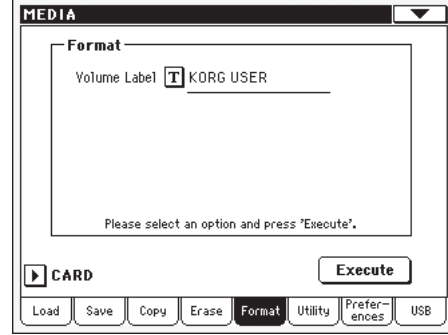 MEDIA
Format
Volume Label T KORG USER
Please select an option and press 'Execute'.
CARD
Execute
Load Save Copy Erase Format Utility Prefer-
ences USB